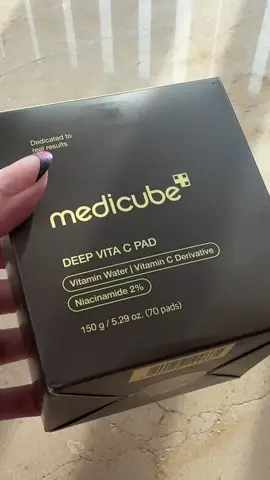 Dedicated to
real results
medicube
DEEP VITA C PAD
Vitamin Water | Vitamin C Derivative
Niacinamide 2%
150 g / 5.29 oz. (70 pads)